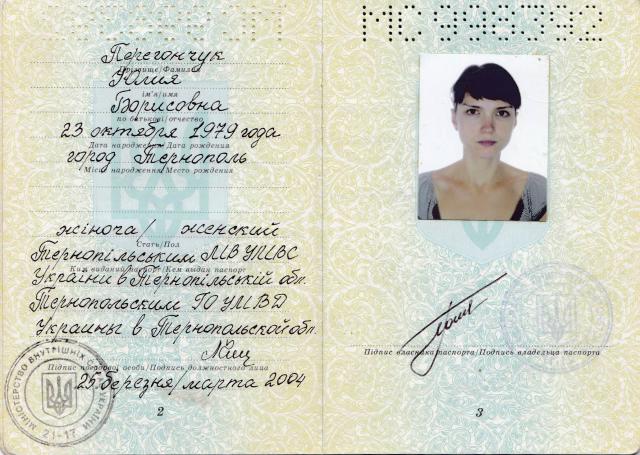 МС 998392
Перегончук
Прізвище/Фамилия
Юлия
ім'я/имя
Борисовна
по батькові/отчество
23 октября 1979 года
Дата народження/Дата рождения
город Тернополь
Місце народження/Место рождения
жіноча/ женский
Стать/Пол
Тернопільським МВ УМВС
Ким виданий паспорт/Кем выдан паспорт
України в Тернопільській обл.
Тернопольским ГО УМВД
Украины в Тернопольской обл.
Підпис посадової особи/Подпись должностного лица
25 березня/марта 2004
МІНІСТЕРСТВО ВНУТРІШНІХ УКРАЇНИ
21-17
2
Підпис власника паспорта/Подпись владельца паспорта
3